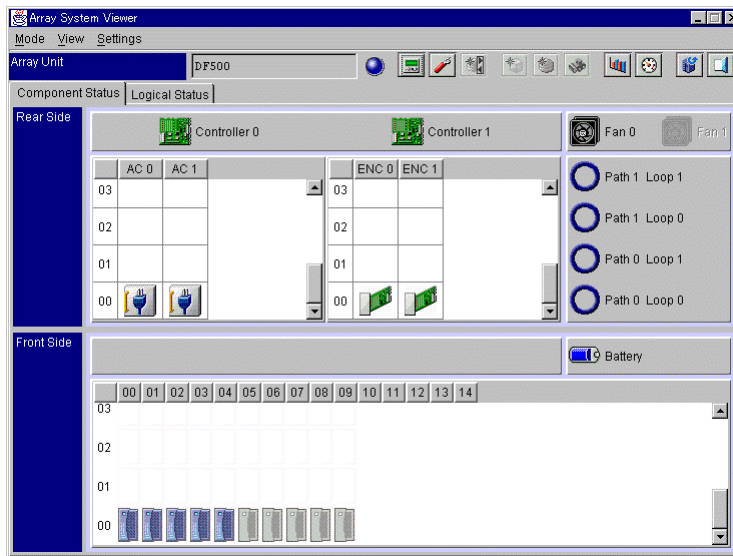 Array System Viewer
Mode View Settings
Array Unit DF500
Component Status Logical Status
Rear Side
Controller 0 Controller 1 Fan 0 Fan 1
AC 0 AC 1 ENC 0 ENC 1
03 03
Path 1 Loop 1
02 02
Path 1 Loop 0
01 01
Path 0 Loop 1
00 00
Path 0 Loop 0
Front Side
Battery
00 01 02 03 04 05 06 07 08 09 10 11 12 13 14
03
02
01
00